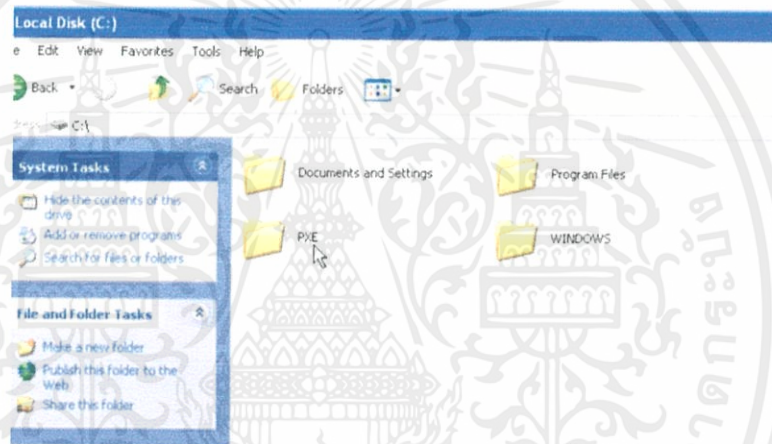 Local Disk (C:)
e Edit View Favorites Tools Help
Back Search Folders
C:\
System Tasks
Hide the contents of this
drive
Add or remove programs
Search for files or folders
Documents and Settings
Program Files
PXE
WINDOWS
File and Folder Tasks
Make a new folder
Publish this folder to the
Web
Share this folder